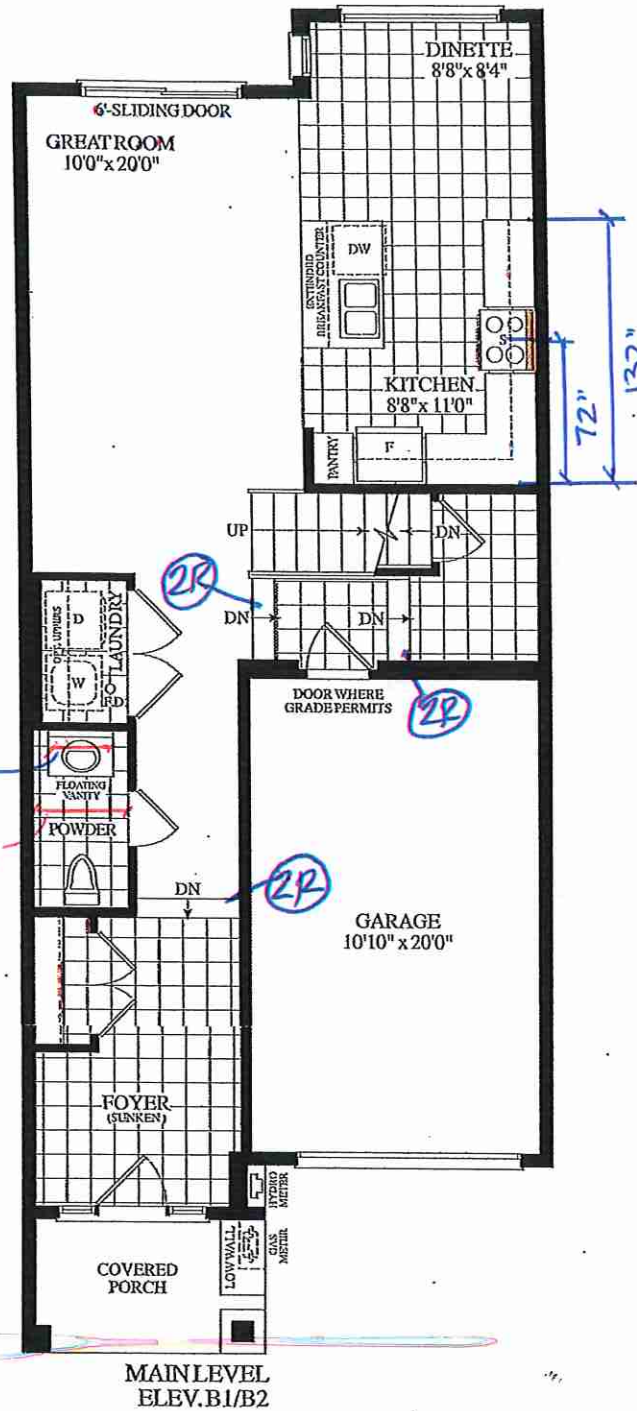 DINETTE
8'8" x 8'4"
6'-SLIDING DOOR
GREAT ROOM
10'0" x 20'0"
EXTENDED
BREAKFAST COUNTER
DW
S
KITCHEN
8'8" x 11'0"
72"
132"
PANTRY
F
UP
DN
2R
DN
DN
OPT. UPPERS
D
LAUNDRY
W
F.D.
DOOR WHERE
GRADE PERMITS
2R
FLOATING
VANITY
POWDER
DN
2R
GARAGE
10'10" x 20'0"
FOYER
(SUNKEN)
HYDRO
METER
LOW WALL
GAS
METER
COVERED
PORCH
MAIN LEVEL
ELEV. B1/B2